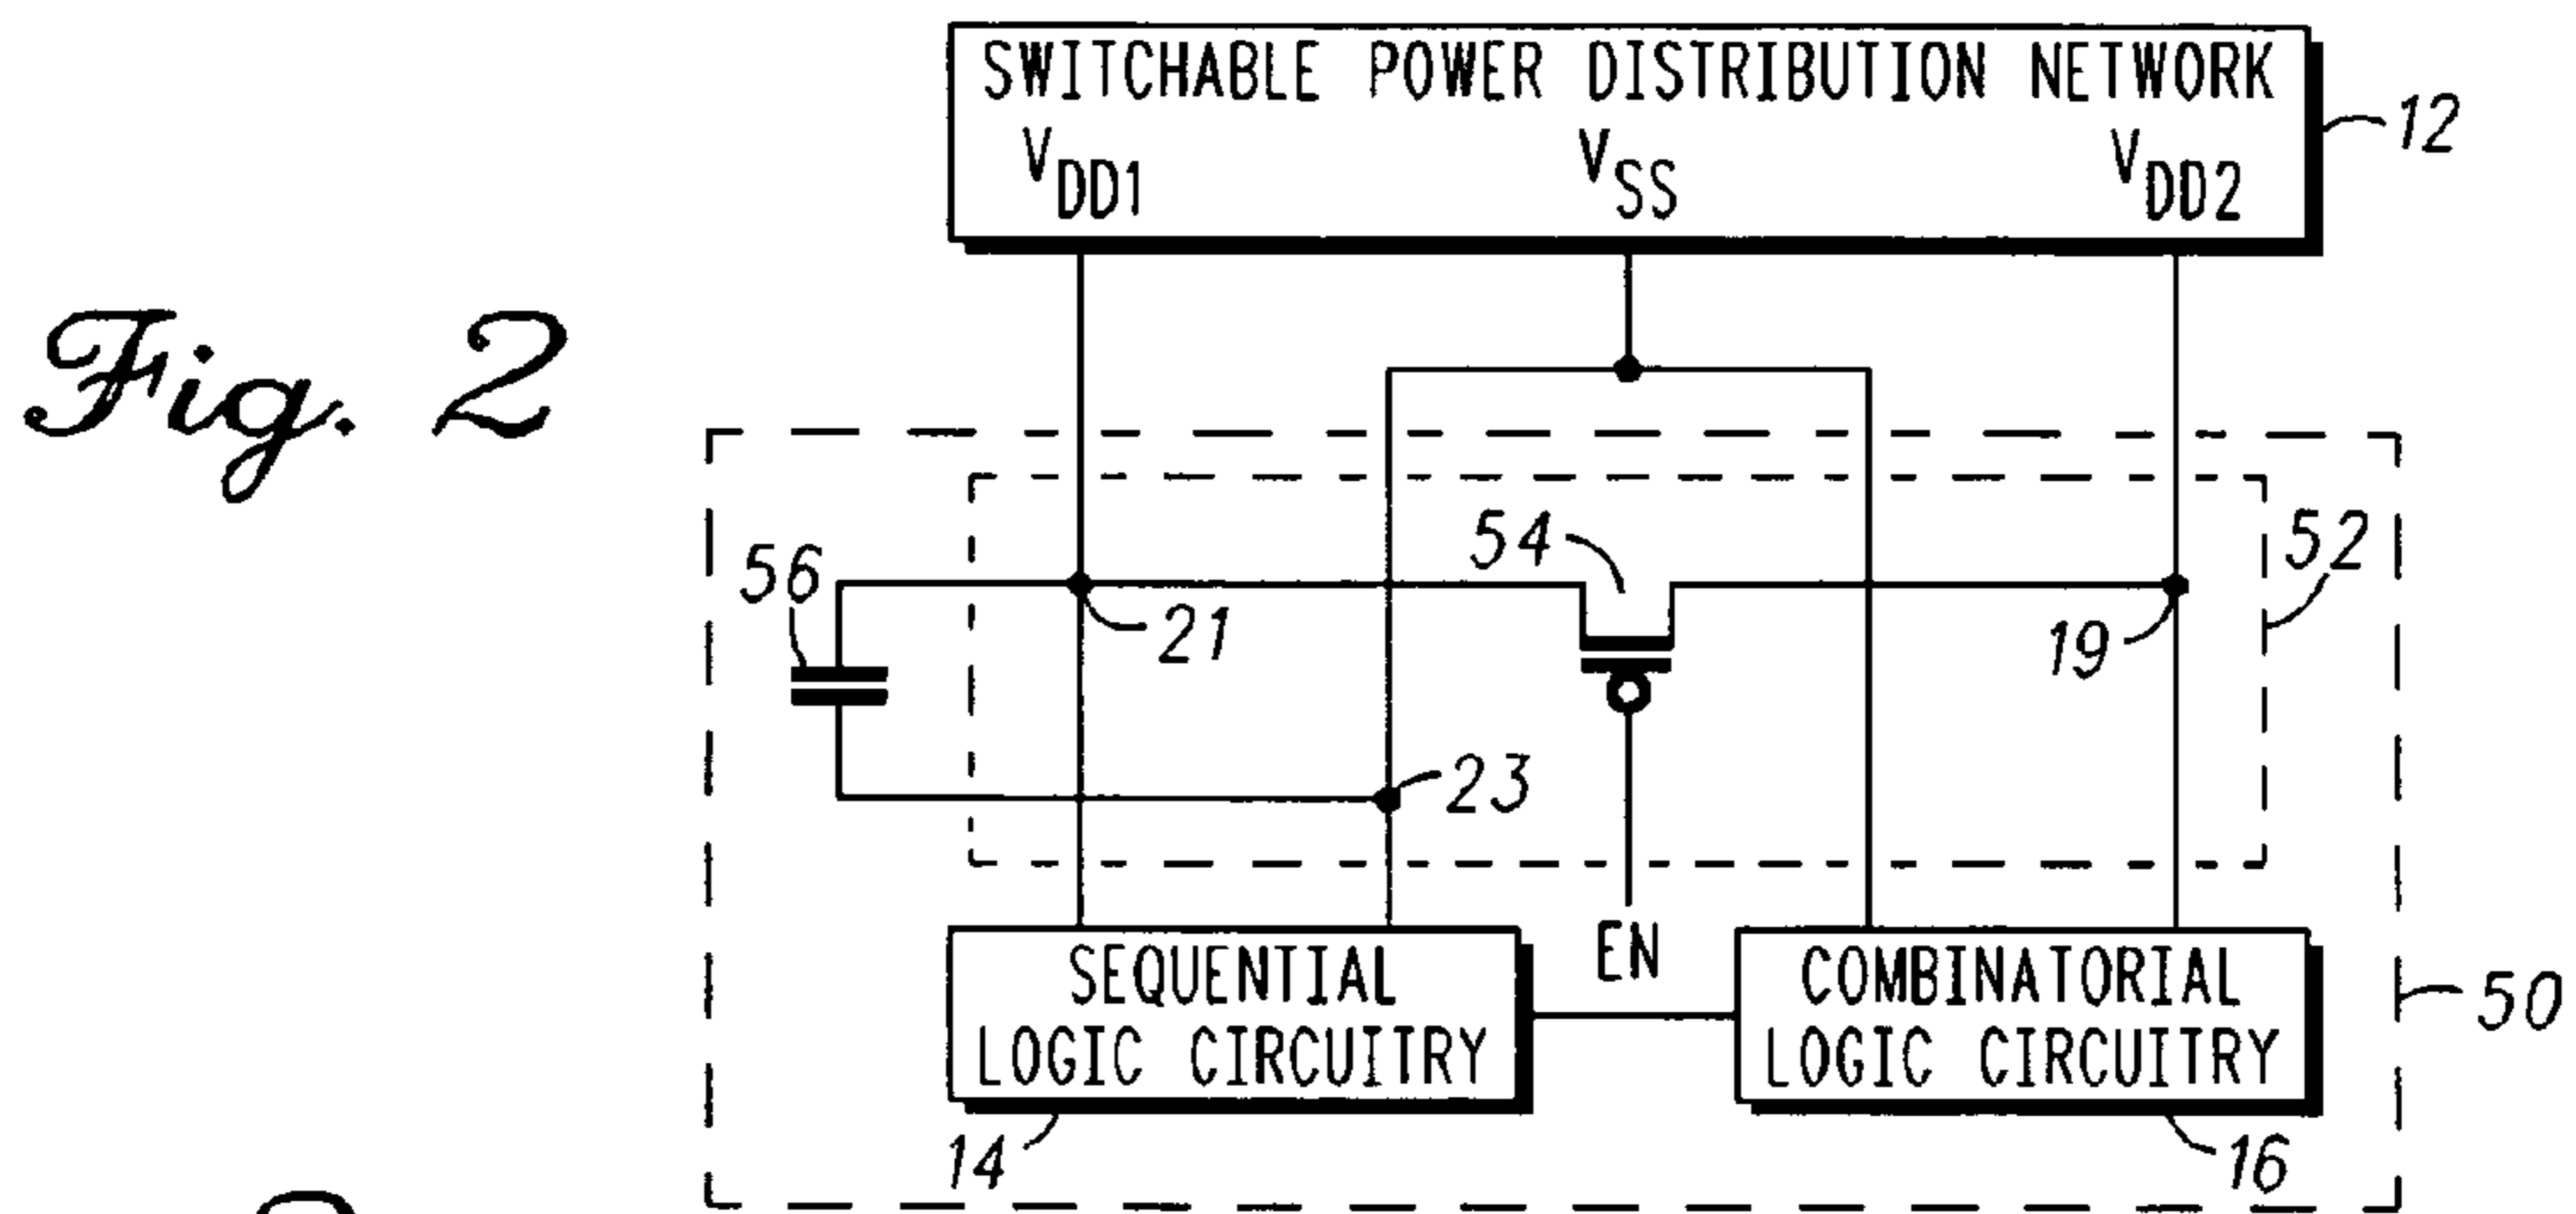 SWITCHABLE POWER DISTRIBUTION NETWORK
VDD1 VSS VDD2
12
Fig. 2
54
52
56
21
19
23
EN
SEQUENTIAL
LOGIC CIRCUITRY
COMBINATORIAL
LOGIC CIRCUITRY
50
14
16